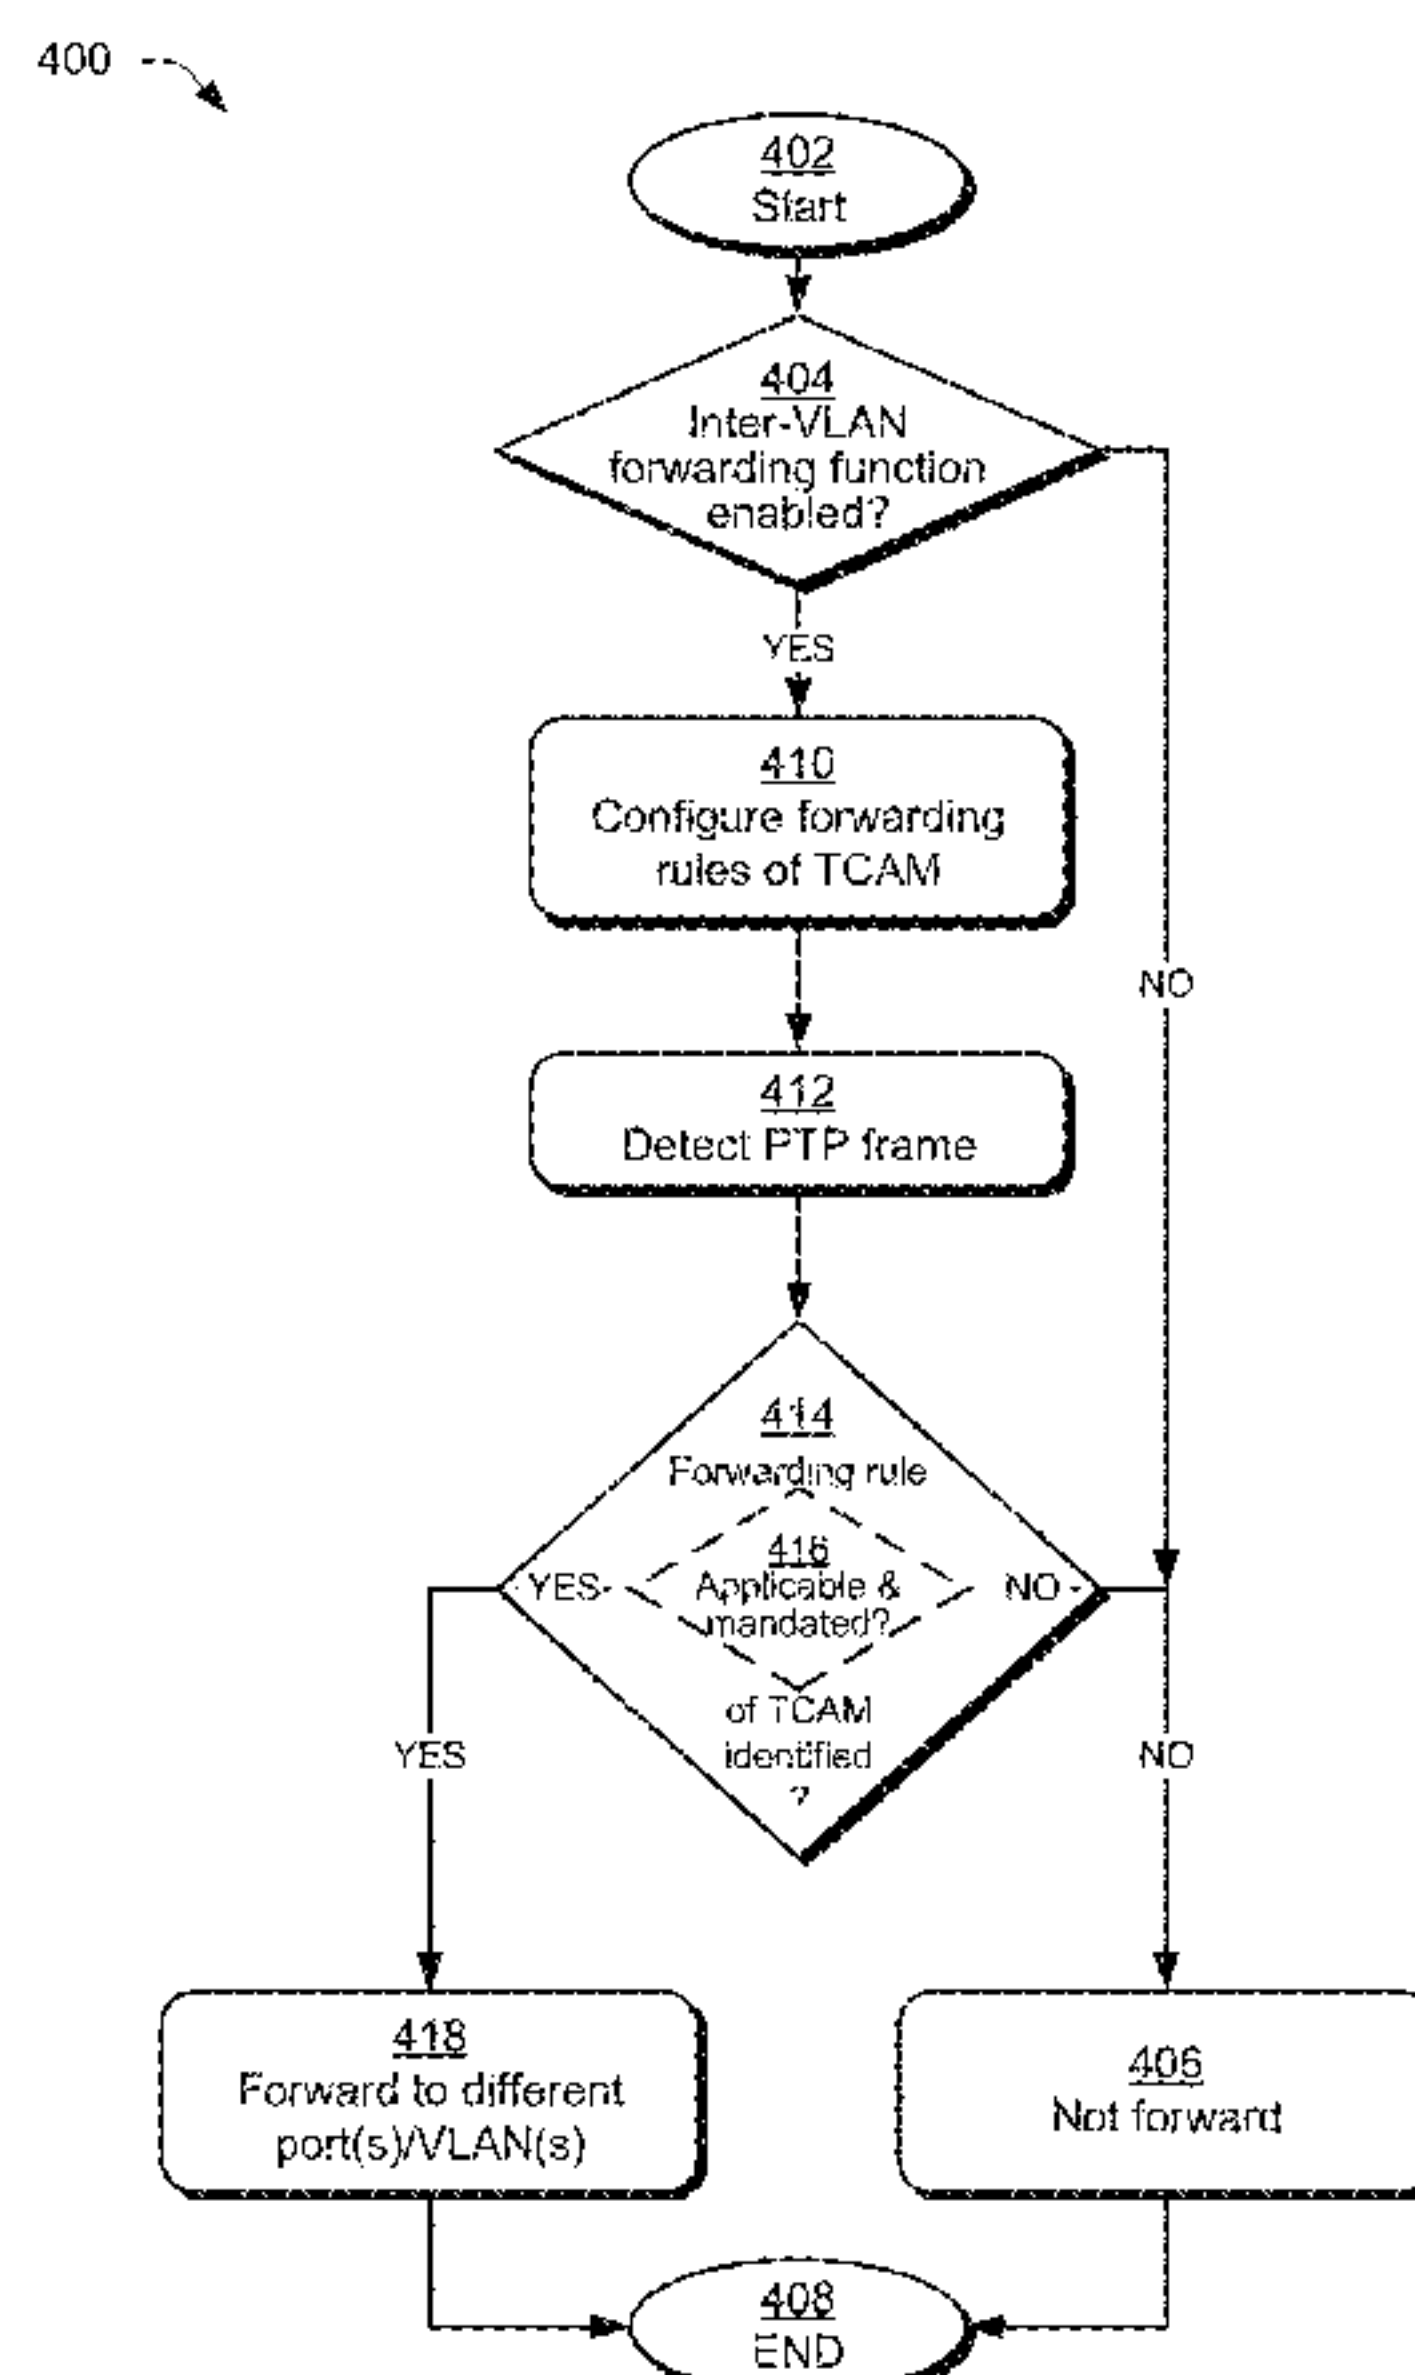 400
402
Start
404
Inter-VLAN
forwarding function
enabled?
YES
410
Configure forwarding
rules of TCAM
NO
412
Detect PTP frame
414
Forwarding rule
416
YES
Applicable &
NO
mandated?
of TCAM
identified
?
YES
NO
418
Forward to different
port(s)/VLAN(s)
406
Not forward
408
END